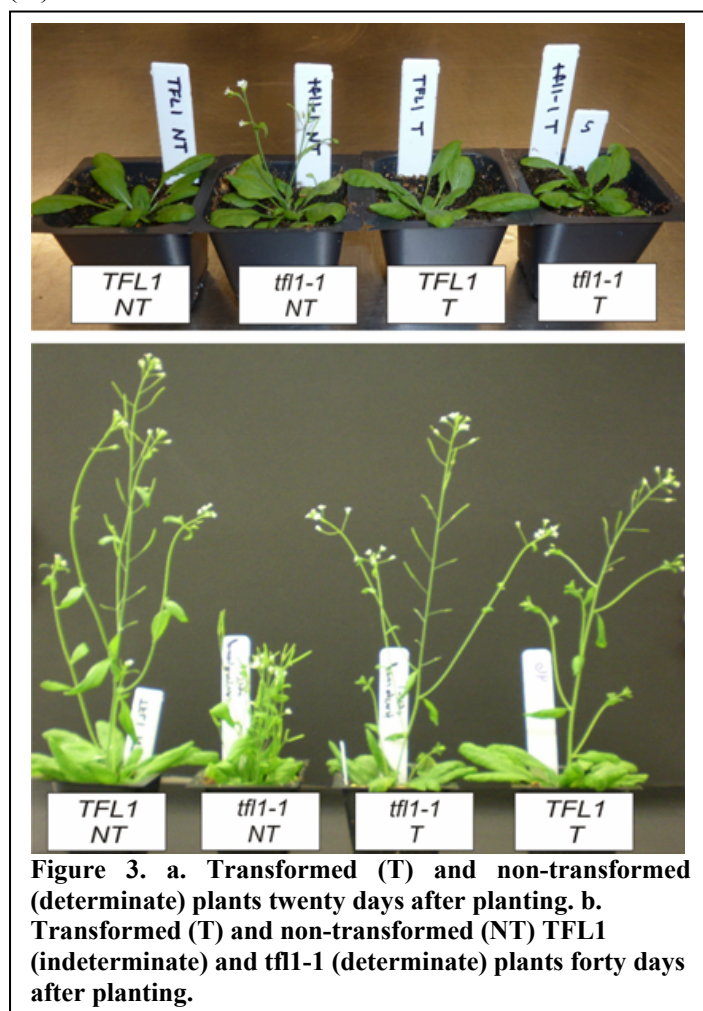 TFL1 NT
tfl1-1 NT
TFL1 T
tfl1-1 T
S
TFL1
NT
tfl1-1
NT
TFL1
T
tfl1-1
T
TFL1
NT
tfl1-1
NT
tfl1-1
T
TFL1
T
Figure 3. a. Transformed (T) and non-transformed
(determinate) plants twenty days after planting. b.
Transformed (T) and non-transformed (NT) TFL1
(indeterminate) and tfl1-1 (determinate) plants forty days
after planting.